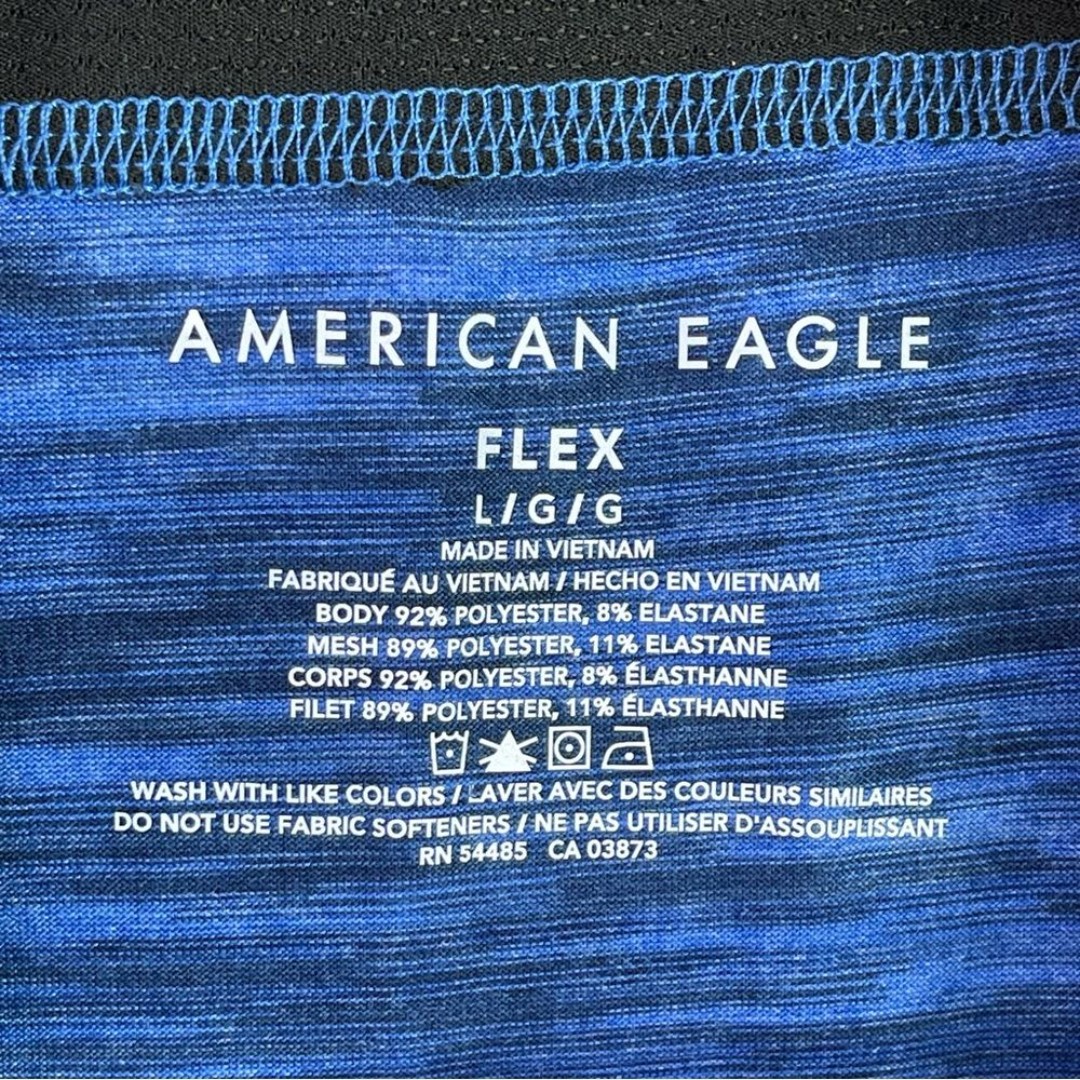 AMERICAN EAGLE
FLEX
L/G/G
MADE IN VIETNAM
FABRIQUÉ AU VIETNAM / HECHO EN VIETNAM
BODY 92% POLYESTER, 8% ELASTANE
MESH 89% POLYESTER, 11% ELASTANE
CORPS 92% POLYESTER, 8% ÉLASTHANNE
FILET 89% POLYESTER, 11% ÉLASTHANNE
WASH WITH LIKE COLORS / LAVER AVEC DES COULEURS SIMILAIRES
DO NOT USE FABRIC SOFTENERS / NE PAS UTILISER D'ASSOUPLISSANT
RN 54485 CA 03873